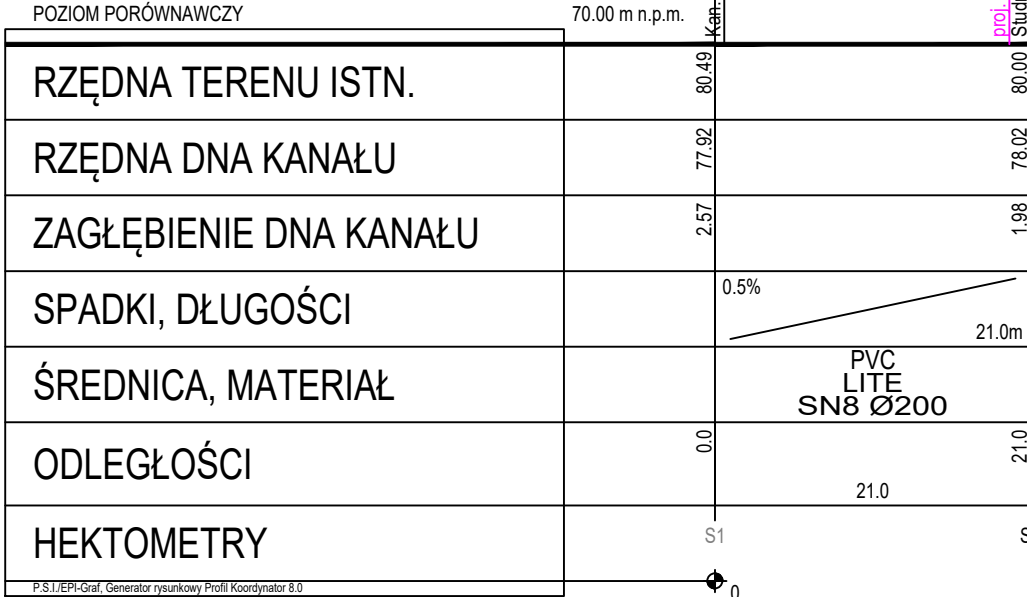 POZIOM PORÓWNAWCZY 70.00 m n.p.m. Kan. proj.
RZĘDNA TERENU ISTN. 80.49 80.00
RZĘDNA DNA KANAŁU 77.92 78.02
ZAGŁĘBIENIE DNA KANAŁU 2.57 1.98
SPADKI, DŁUGOŚCI 0.5% 21.0m
ŚREDNICA, MATERIAŁ
PVC
LITE
SN8 Ø200
ODLEGŁOŚCI 0.0 21.0
21.0
HEKTOMETRY S1
P.S.I./EPI-Graf, Generator rysunkowy Profil Koordynator 8.0
0